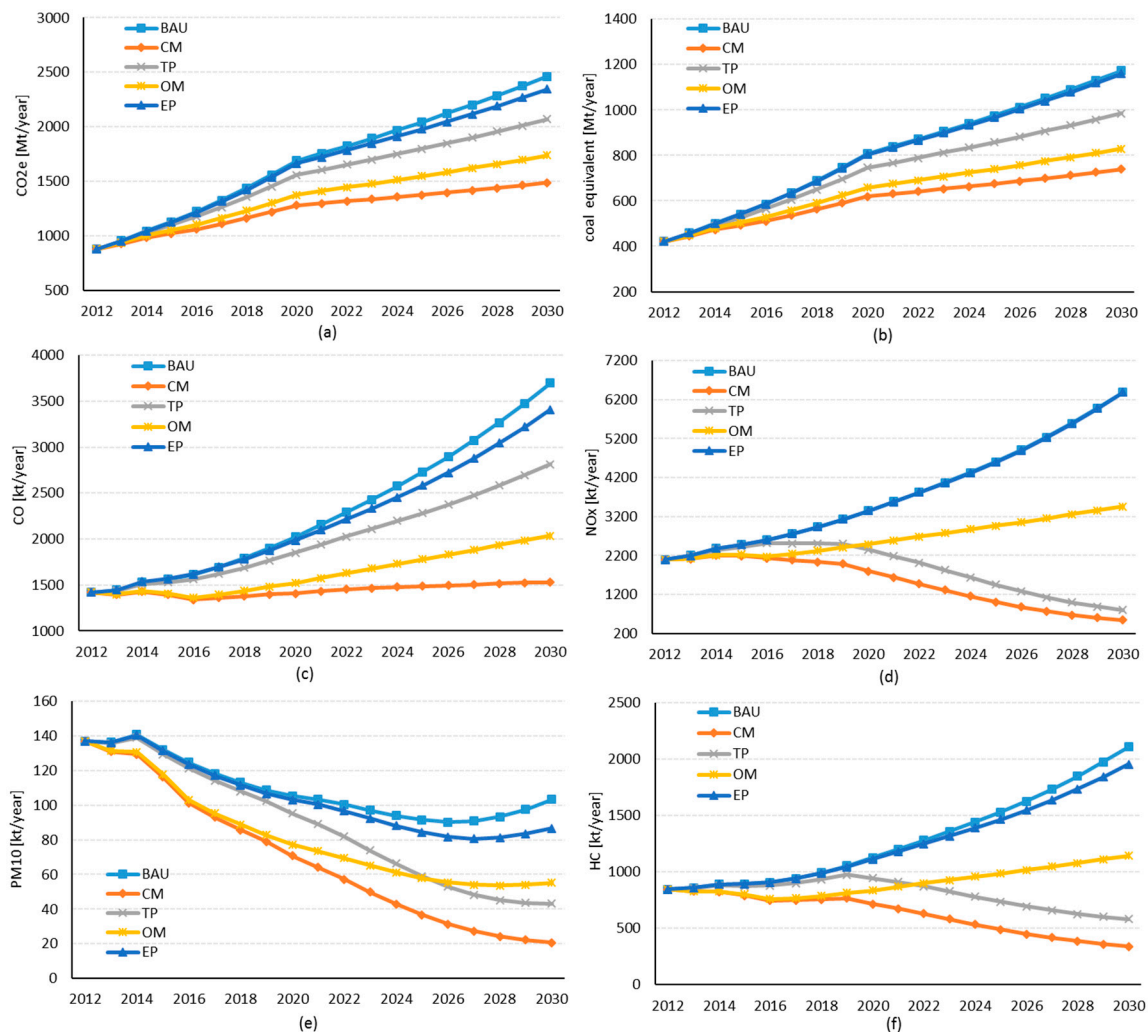 CO2e [Mt/year]
3000
2500
2000
1500
1000
500
BAU
CM
TP
OM
EP
2012 2014 2016 2018 2020 2022 2024 2026 2028 2030
(a)
coal equivalent [Mt/year]
1400
1200
1000
800
600
400
200
BAU
CM
TP
OM
EP
2012 2014 2016 2018 2020 2022 2024 2026 2028 2030
(b)
CO [kt/year]
4000
3500
3000
2500
2000
1500
1000
BAU
CM
TP
OM
EP
2012 2014 2016 2018 2020 2022 2024 2026 2028 2030
(c)
NOx [kt/year]
7200
6200
5200
4200
3200
2200
1200
200
BAU
CM
TP
OM
EP
2012 2014 2016 2018 2020 2022 2024 2026 2028 2030
(d)
PM10 [kt/year]
160
140
120
100
80
60
40
20
0
BAU
CM
TP
OM
EP
2012 2014 2016 2018 2020 2022 2024 2026 2028 2030
(e)
HC [kt/year]
2500
2000
1500
1000
500
0
BAU
CM
TP
OM
EP
2012 2014 2016 2018 2020 2022 2024 2026 2028 2030
(f)